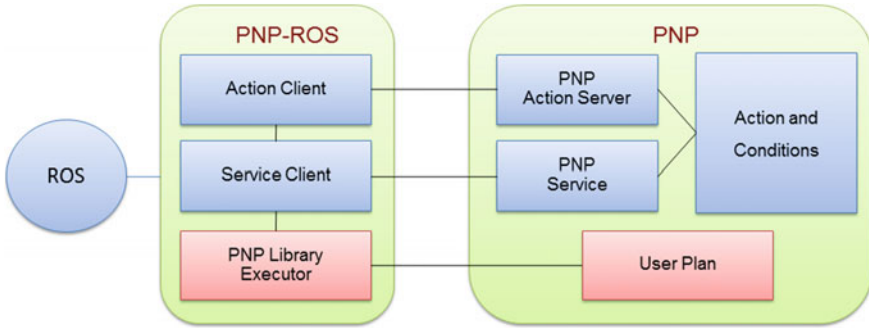 PNP-ROS
PNP
Action Client
PNP
Action Server
Action and
Conditions
ROS
Service Client
PNP
Service
PNP Library
Executor
User Plan